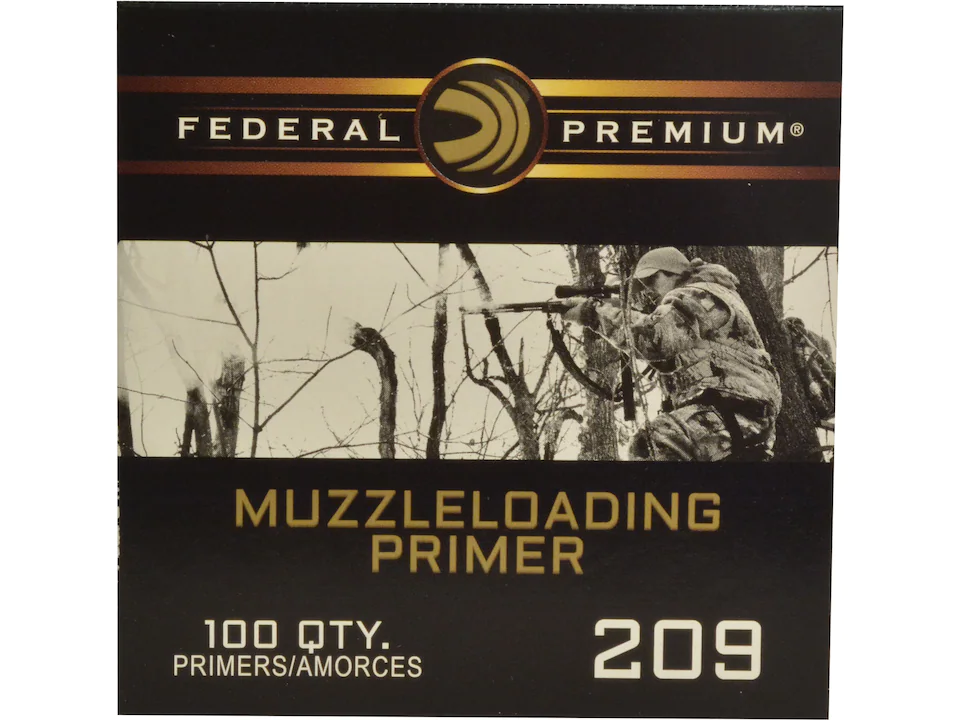 FEDERAL PREMIUM®
MUZZLELOADING
PRIMER
100 QTY.
PRIMERS/AMORCES
209